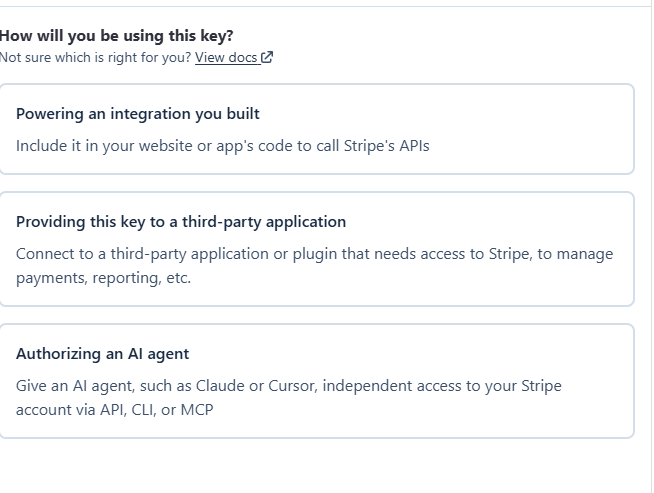 How will you be using this key?
Not sure which is right for you? View docs
Powering an integration you built
Include it in your website or app's code to call Stripe's APIs
Providing this key to a third-party application
Connect to a third-party application or plugin that needs access to Stripe, to manage
payments, reporting, etc.
Authorizing an AI agent
Give an AI agent, such as Claude or Cursor, independent access to your Stripe
account via API, CLI, or MCP